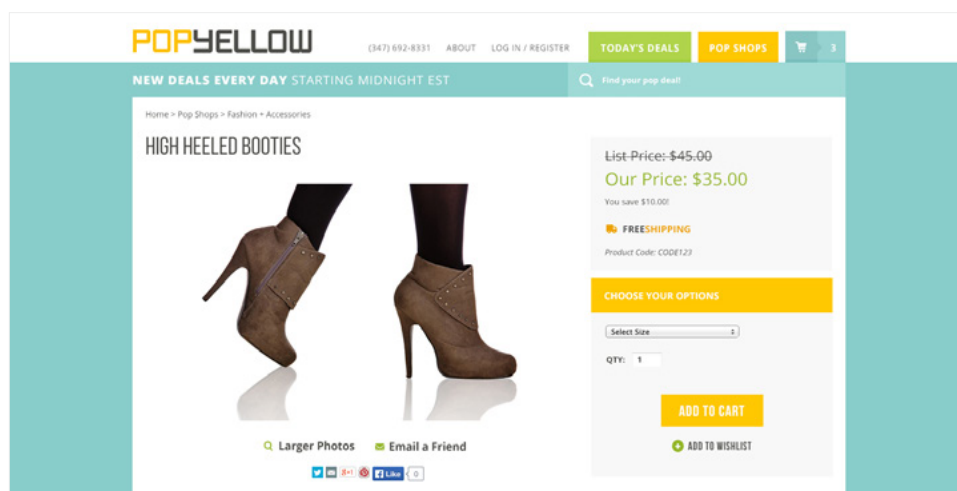 POPYELLOW
(347) 692-8331 ABOUT LOG IN / REGISTER TODAY'S DEALS POP SHOPS 3
NEW DEALS EVERY DAY STARTING MIDNIGHT EST
Find your pop deal!
Home > Pop Shops > Fashion + Accessories
HIGH HEELED BOOTIES
List Price: $45.00
Our Price: $35.00
You save $10.00!
FREESHIPPING
Product Code: CODE123
CHOOSE YOUR OPTIONS
Select Size
QTY: 1
ADD TO CART
ADD TO WISHLIST
Larger Photos Email a Friend
g+1 Like 0